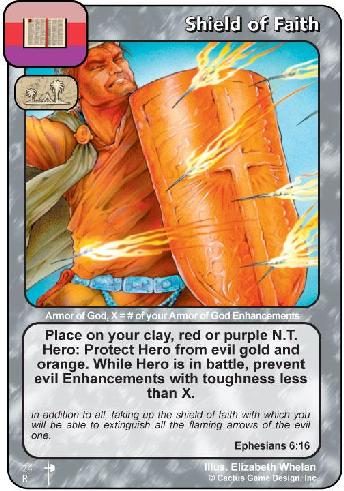 Shield of Faith
Armor of God, X = # of your Armor of God Enhancements
Place on your clay, red or purple N.T.
Hero: Protect Hero from evil gold and
orange. While Hero is in battle, prevent
evil Enhancements with toughness less
than X.
In addition to all, taking up the shield of faith with which you
will be able to extinguish all the flaming arrows of the evil
one.
Ephesians 6:16
Illus. Elizabeth Whelan
© Cactus Game Design, Inc.
R